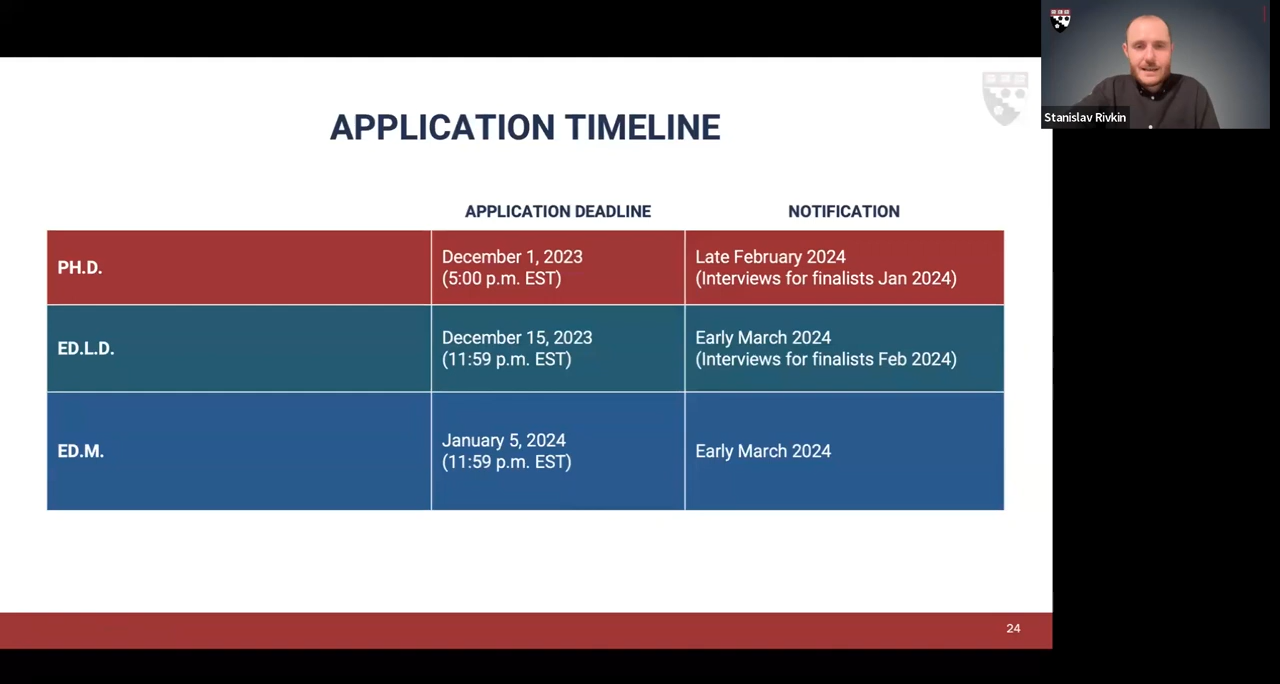 Stanislav Rivkin
APPLICATION TIMELINE
APPLICATION DEADLINE
NOTIFICATION
PH.D.
December 1, 2023
(5:00 p.m. EST)
Late February 2024
(Interviews for finalists Jan 2024)
ED.L.D.
December 15, 2023
(11:59 p.m. EST)
Early March 2024
(Interviews for finalists Feb 2024)
ED.M.
January 5, 2024
(11:59 p.m. EST)
Early March 2024
24